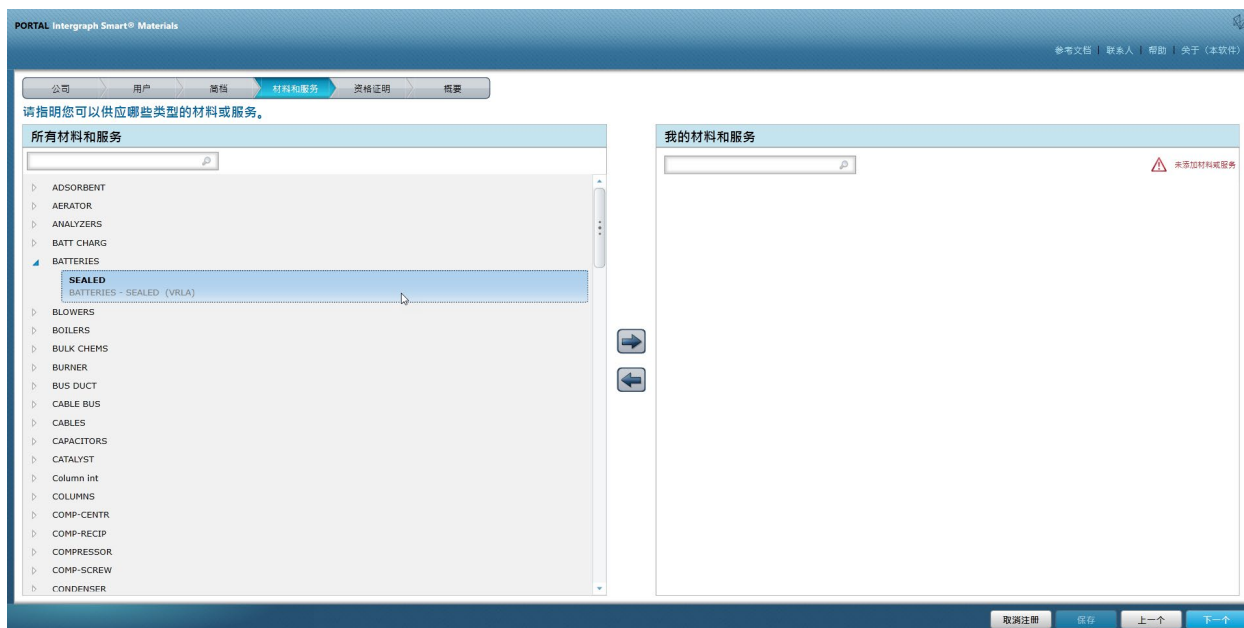 PORTAL Intergraph Smart® Materials
参考文档 | 联系人 | 帮助 | 关于（本软件）
公司 用户 简档 材料和服务 资格证明 概要
请指明您可以供应哪些类型的材料或服务。
所有材料和服务
ADSORBENT
AERATOR
ANALYZERS
BATT CHARG
BATTERIES
SEALED
BATTERIES - SEALED (VRLA)
BLOWERS
BOILERS
BULK CHEMS
BURNER
BUS DUCT
CABLE BUS
CABLES
CAPACITORS
CATALYST
Column int
COLUMNS
COMP-CENTR
COMP-RECIP
COMPRESSOR
COMP-SCREW
CONDENSER
我的材料和服务
未添加材料或服务
取消注册 保存 上一个 下一个